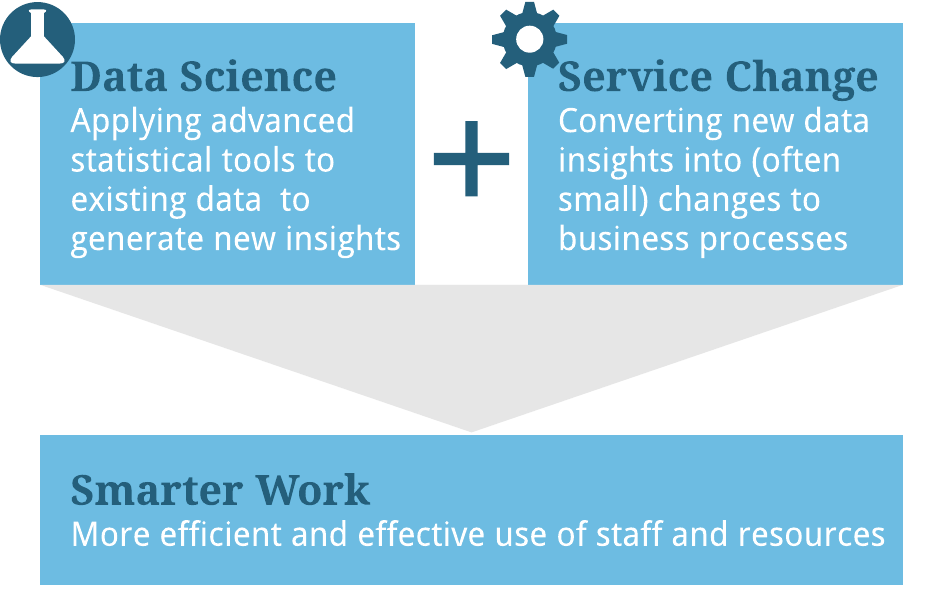 Data Science
Applying advanced
statistical tools to
existing data  to
generate new insights
+
Service Change
Converting new data
insights into (often
small) changes to
business processes
Smarter Work
More efficient and effective use of staff and resources